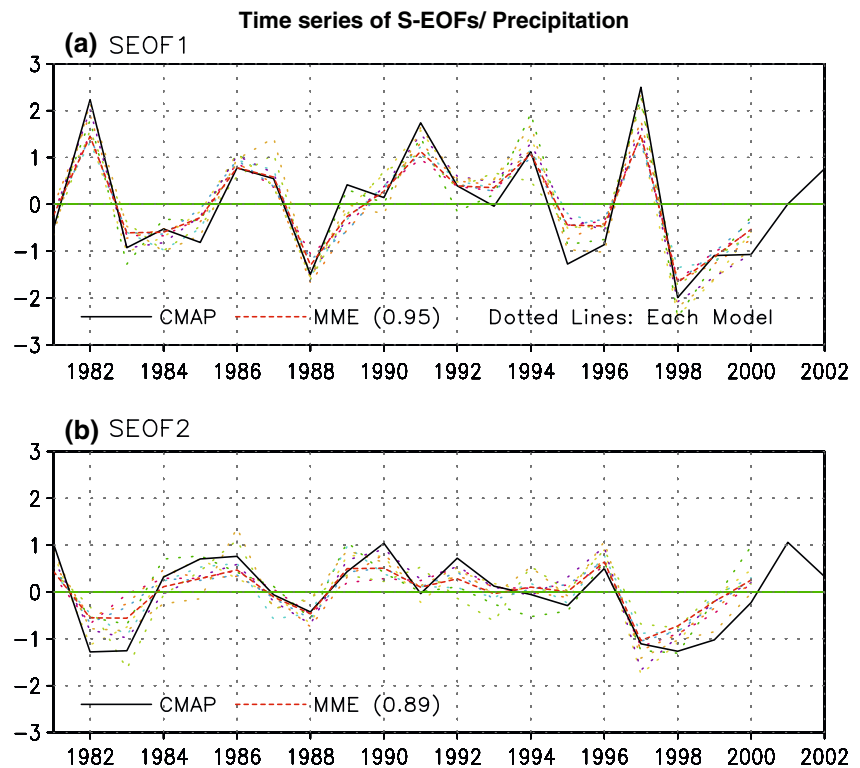 Time series of S-EOFs/ Precipitation
(a) SEOF1
3
2
1
0
-1
-2
-3
CMAP MME (0.95) Dotted Lines: Each Model
1982 1984 1986 1988 1990 1992 1994 1996 1998 2000 2002
(b) SEOF2
3
2
1
0
-1
-2
-3
CMAP MME (0.89)
1982 1984 1986 1988 1990 1992 1994 1996 1998 2000 2002